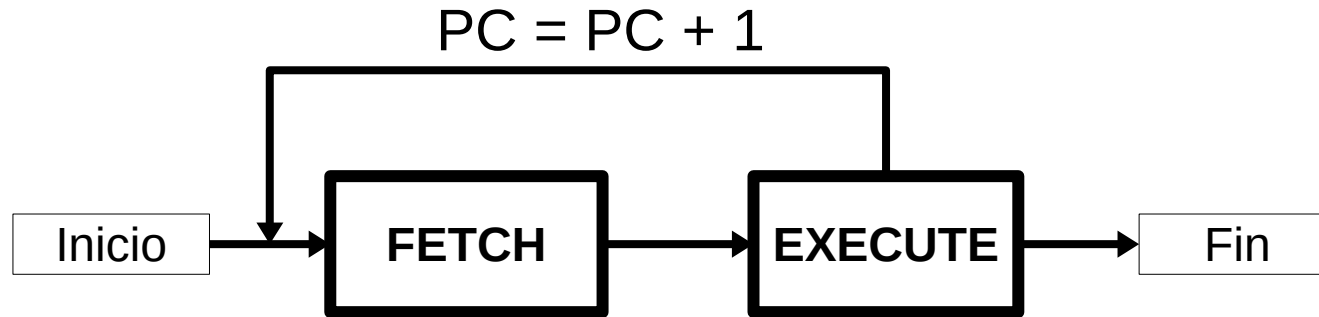 PC = PC + 1
Inicio
FETCH
EXECUTE
Fin